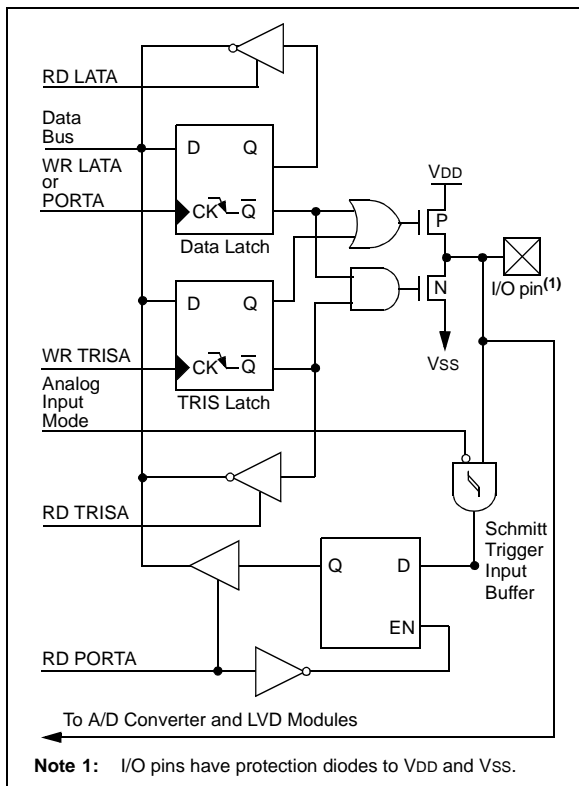 RD LATA
Data
Bus
D Q
WR LATA
or
PORTA
CK Q
Data Latch
VDD
P
N
I/O pin(1)
VSS
D Q
WR TRISA
CK Q
TRIS Latch
Analog
Input
Mode
RD TRISA
Schmitt
Trigger
Input
Buffer
Q D
EN
RD PORTA
To A/D Converter and LVD Modules
Note 1: I/O pins have protection diodes to VDD and VSS.